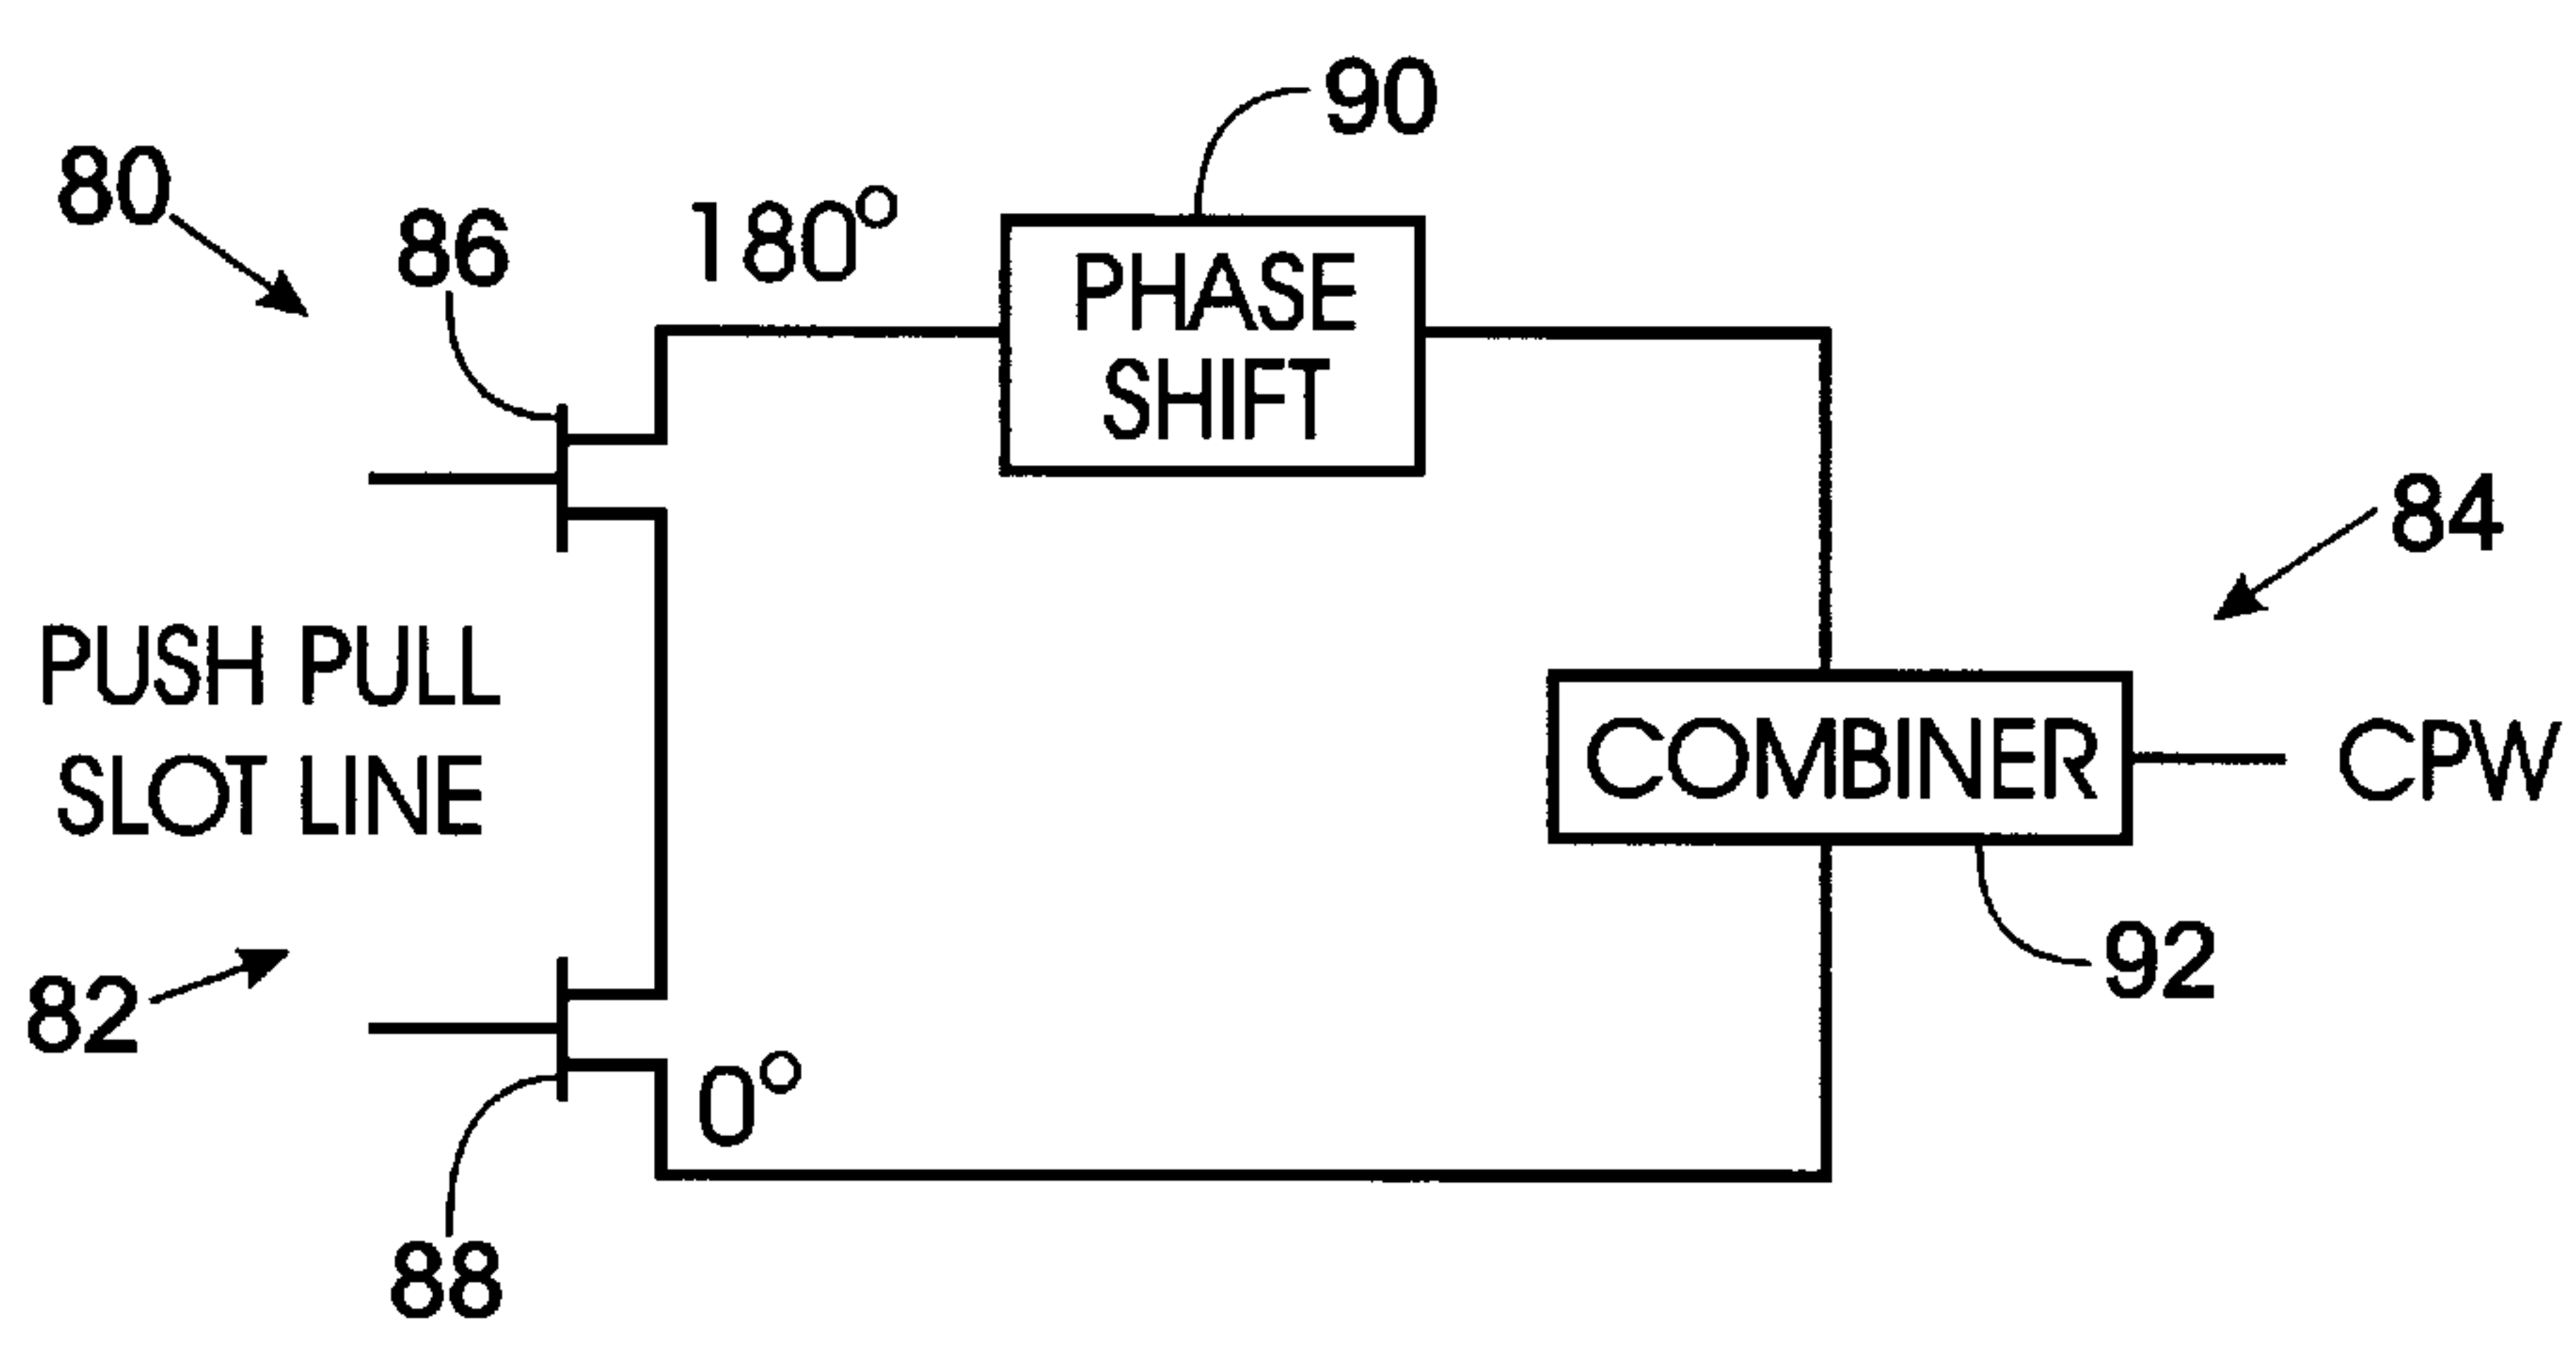 90
80
86
180°
PHASE
SHIFT
84
PUSH PULL
SLOT LINE
COMBINER
CPW
82
92
0°
88